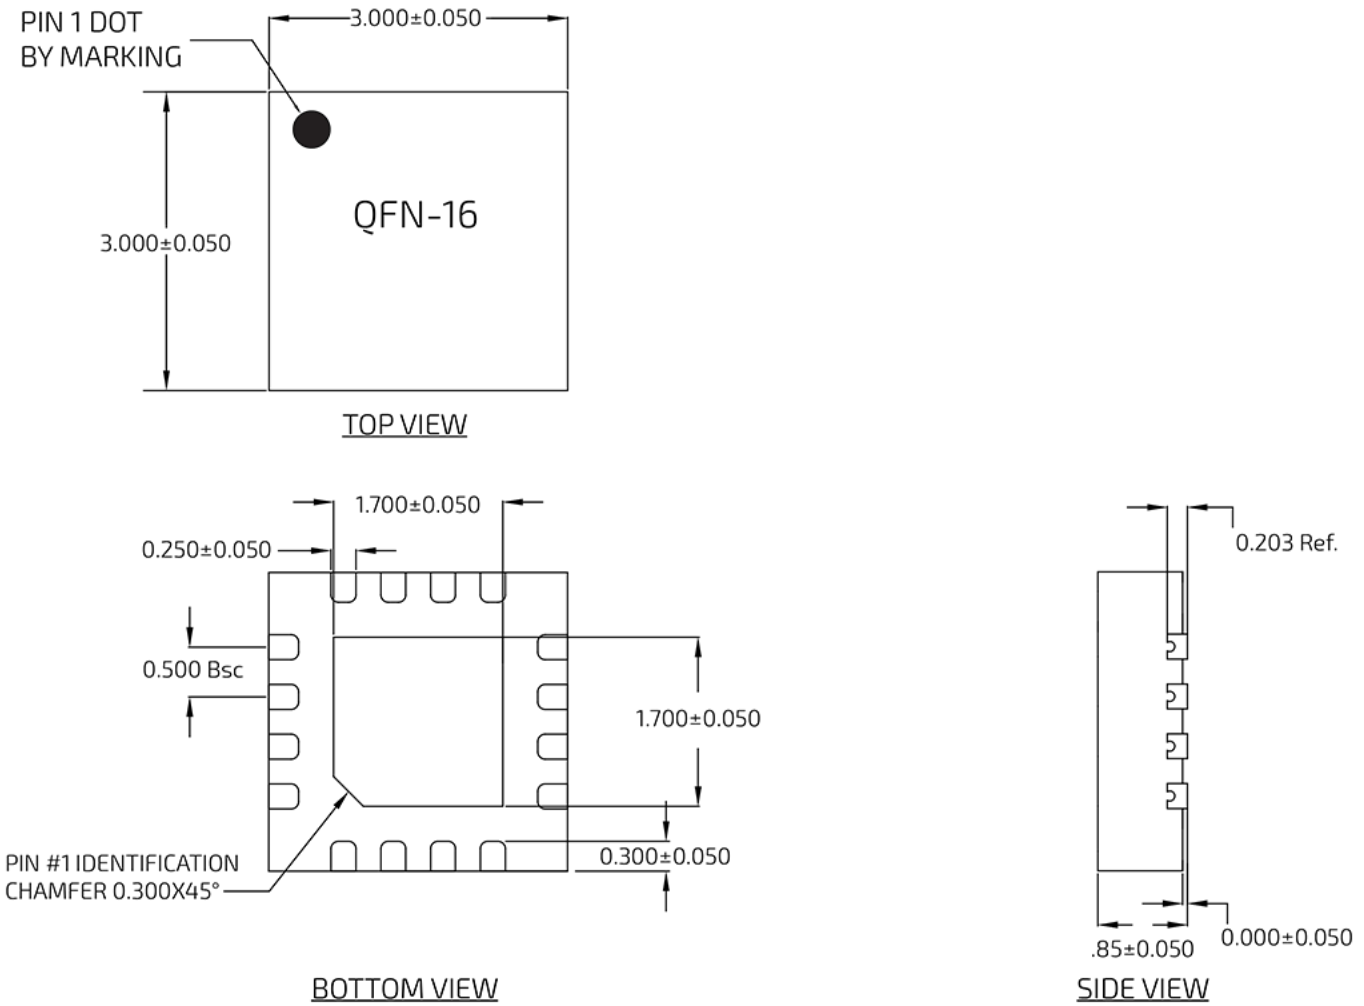 PIN 1 DOT
BY MARKING
3.000±0.050
3.000±0.050
QFN-16
TOP VIEW
1.700±0.050
0.250±0.050
0.500 Bsc
1.700±0.050
0.300±0.050
PIN #1 IDENTIFICATION
CHAMFER 0.300X45°
BOTTOM VIEW
0.203 Ref.
.85±0.050
0.000±0.050
SIDE VIEW